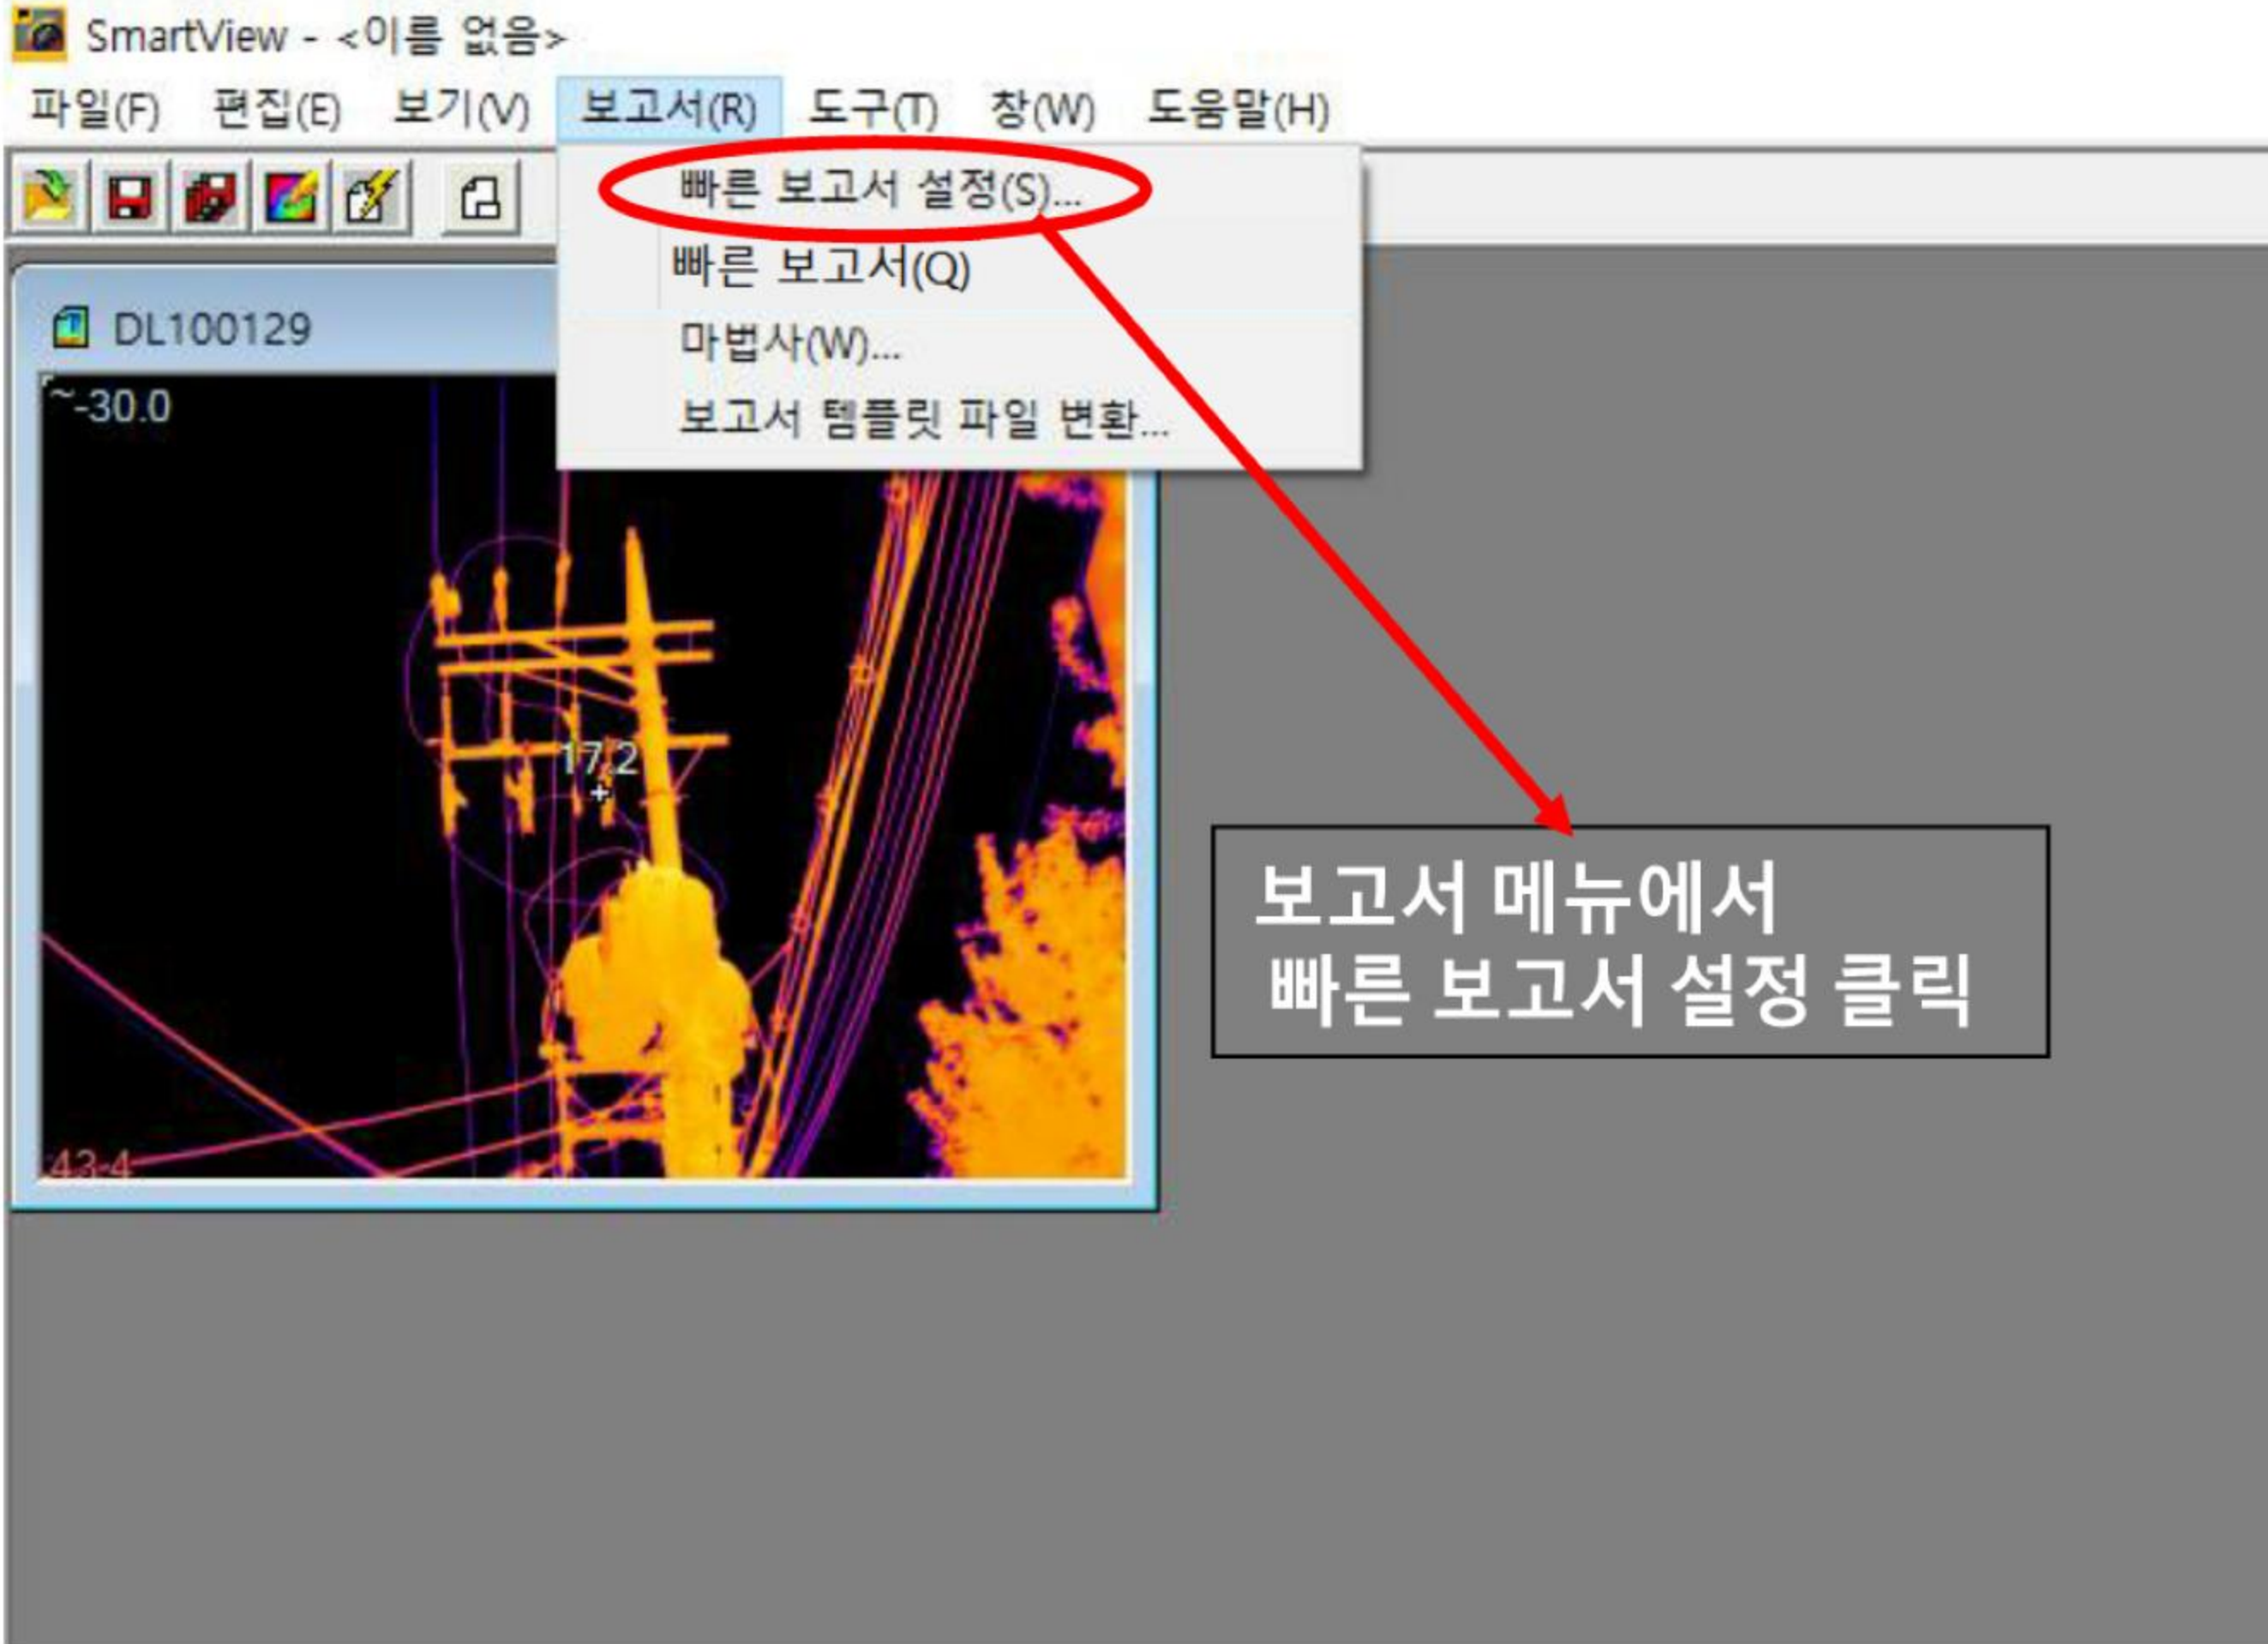 SmartView - <이름 없음>
파일(F) 편집(E) 보기(V) 보고서(R) 도구(T) 창(W) 도움말(H)
빠른 보고서 설정(S)...
빠른 보고서(Q)
마법사(W)...
보고서 템플릿 파일 변환...
DL100129
~-30.0
17.2
43.4
보고서 메뉴에서
빠른 보고서 설정 클릭